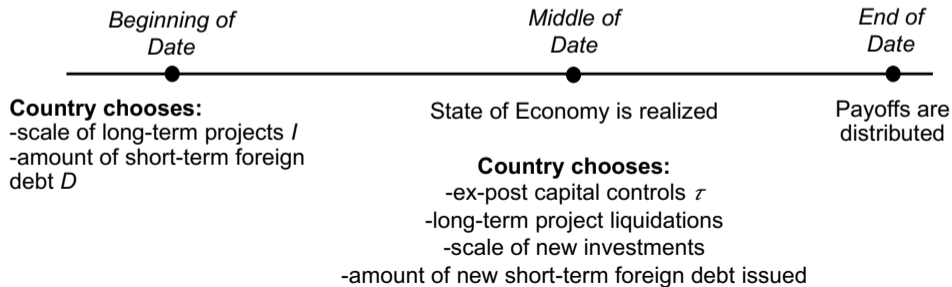 Beginning of
Date
Middle of
Date
End of
Date
Country chooses:
-scale of long-term projects I
-amount of short-term foreign
debt D
State of Economy is realized
Country chooses:
-ex-post capital controls τ
-long-term project liquidations
-scale of new investments
-amount of new short-term foreign debt issued
Payoffs are
distributed